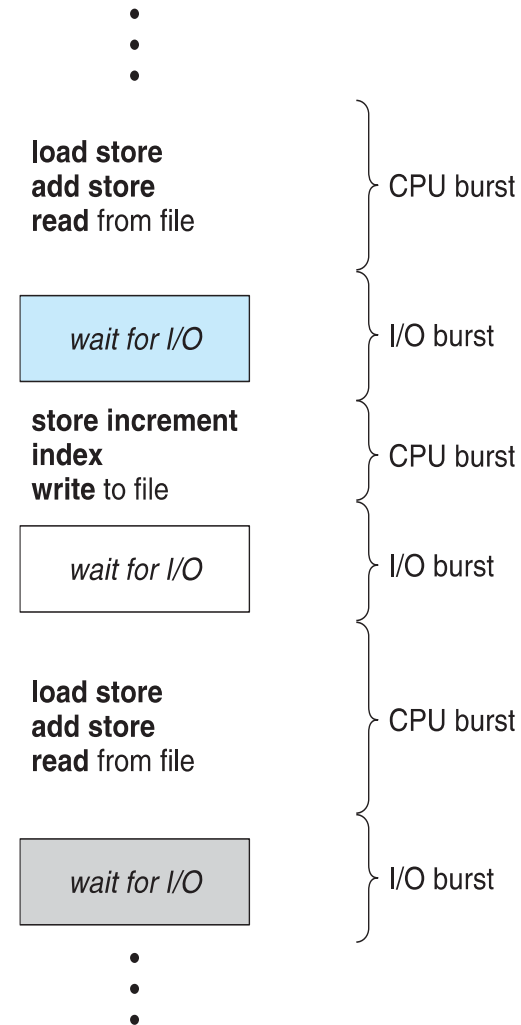 load store
add store
read from file
CPU burst
wait for I/O
I/O burst
store increment
index
write to file
CPU burst
wait for I/O
I/O burst
load store
add store
read from file
CPU burst
wait for I/O
I/O burst